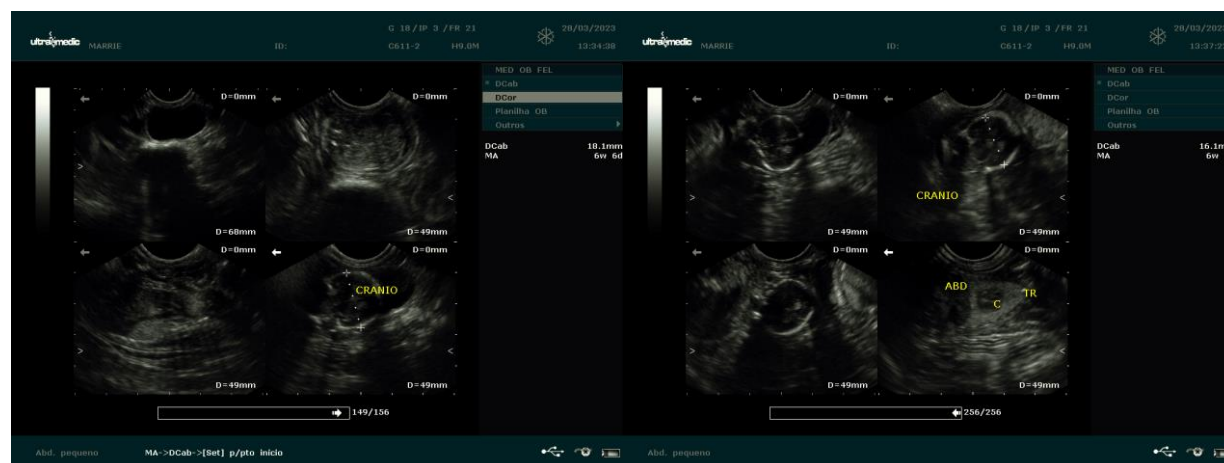 ultramedic MARRIE ID: G 18/IP 3 /FR 21 28/03/2023
C611-2 H9.0M 13:34:38
MED OB FEL
* DCab
DCor
Planilha OB
Outros
DCab 18.1mm
MA 6w 6d
D=0mm
D=68mm
D=0mm
D=49mm
D=0mm
D=49mm
D=0mm
CRANIO
D=49mm
149/156
Abd. pequeno MA->DCab->[Set] p/pto início
ultramedic MARRIE ID: G 18/IP 3 /FR 21 28/03/2023
C611-2 H9.0M
MED OB FEL
* DCab
DCor
Planilha OB
Outros
DCab 16.1m
MA 6w
D=0mm
D=49mm
D=0mm
CRANIO
D=49mm
D=0mm
D=49mm
D=0mm
ABD
TR
C
D=49mm
256/256
Abd. pequeno